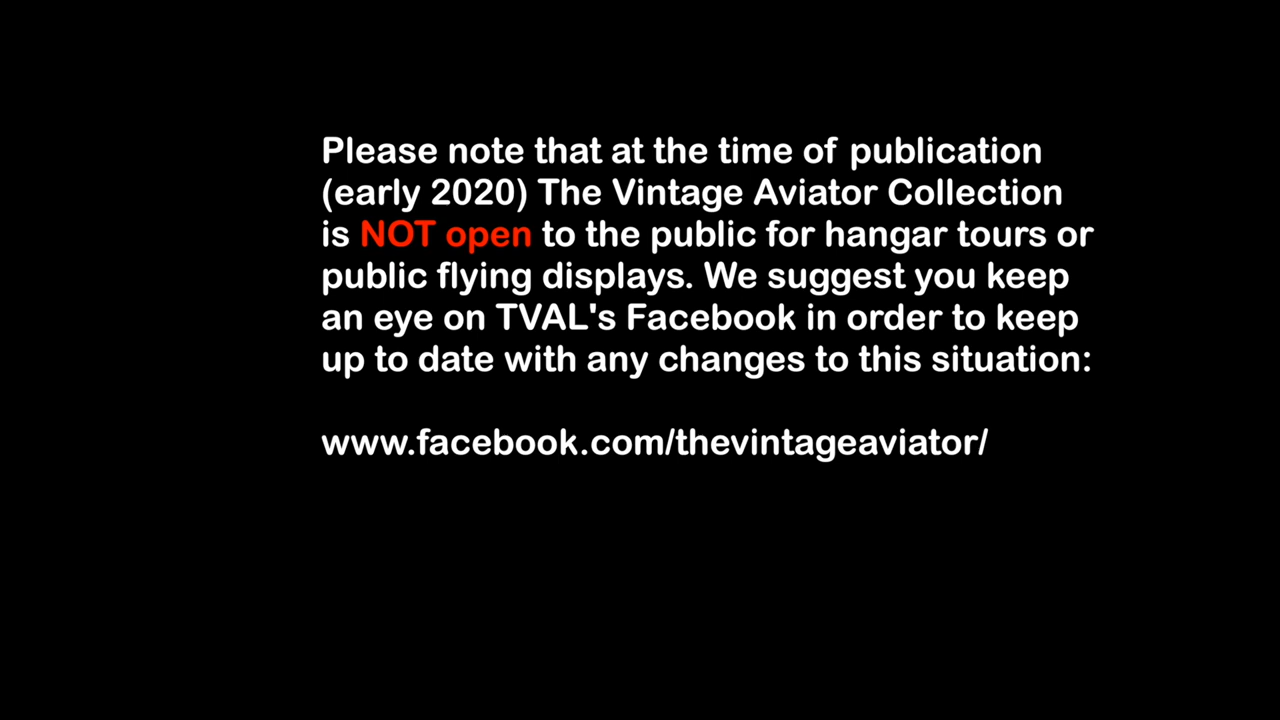 Please note that at the time of publication
(early 2020) The Vintage Aviator Collection
is NOT open to the public for hangar tours or
public flying displays. We suggest you keep
an eye on TVAL's Facebook in order to keep
up to date with any changes to this situation:
www.facebook.com/thevintageaviator/